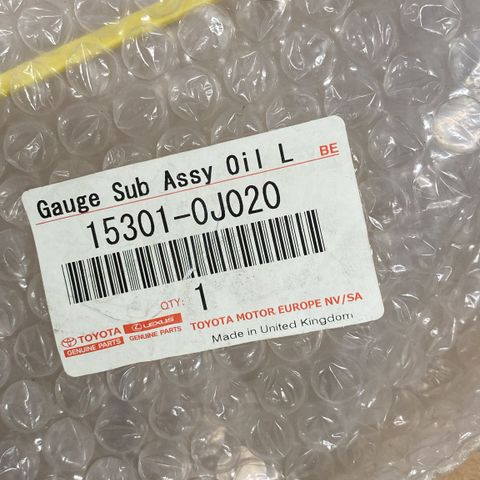 Gauge Sub Assy Oil L BE
15301-0J020
QTY: 1
TOYOTA GENUINE PARTS
LEXUS GENUINE PARTS
TOYOTA MOTOR EUROPE NV/SA
Made in United Kingdom